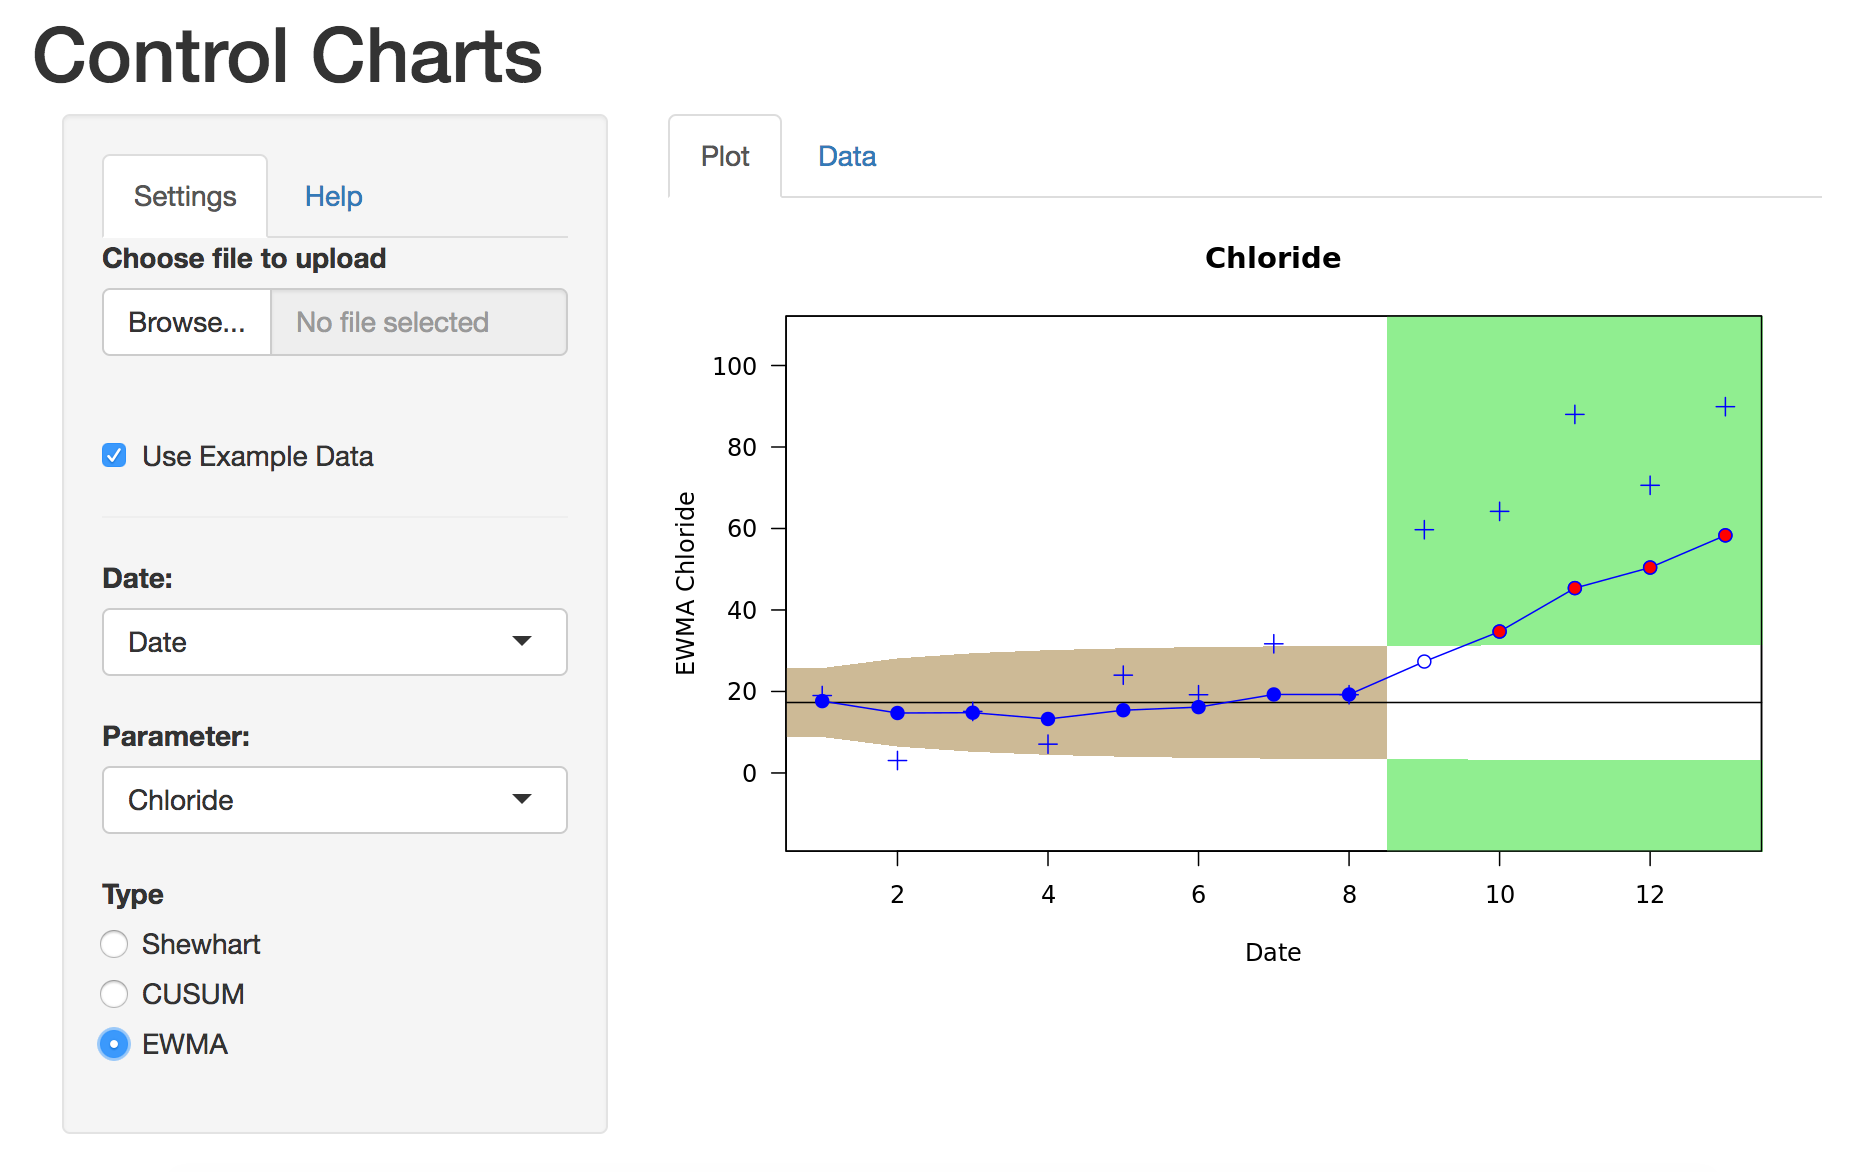 Control Charts
Settings
Help
Choose file to upload
Browse...
No file selected
Use Example Data
Date:
Date
Parameter:
Chloride
Type
Shewhart
CUSUM
EWMA
Plot
Data
Chloride
EWMA Chloride
100
80
60
40
20
0
2 4 6 8 10 12
Date